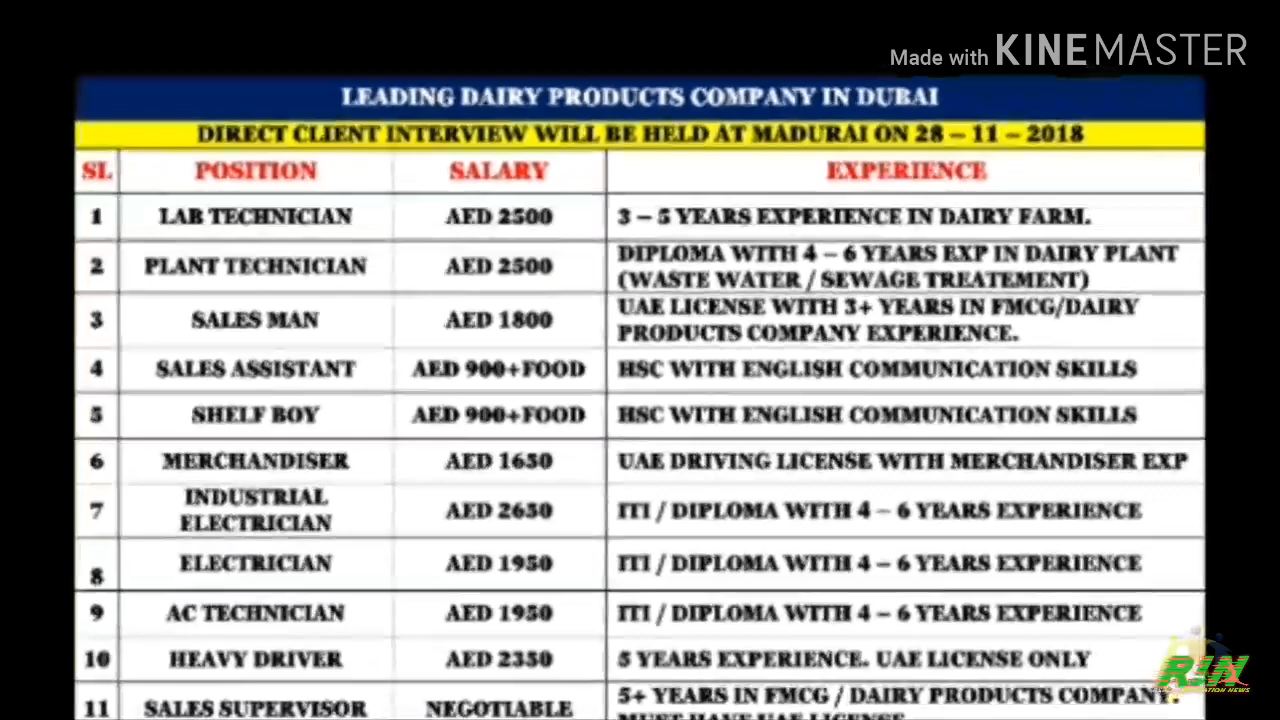 Made with KINEMASTER
LEADING DAIRY PRODUCTS COMPANY IN DUBAI
DIRECT CLIENT INTERVIEW WILL BE HELD AT MADURAI ON 28 – 11 – 2018
SL POSITION SALARY EXPERIENCE
1 LAB TECHNICIAN AED 2500 3 – 5 YEARS EXPERIENCE IN DAIRY FARM.
2 PLANT TECHNICIAN AED 2500 DIPLOMA WITH 4 – 6 YEARS EXP IN DAIRY PLANT
(WASTE WATER / SEWAGE TREATEMENT)
3 SALES MAN AED 1800 UAE LICENSE WITH 3+ YEARS IN FMCG/DAIRY
PRODUCTS COMPANY EXPERIENCE.
4 SALES ASSISTANT AED 900+FOOD HSC WITH ENGLISH COMMUNICATION SKILLS
5 SHELF BOY AED 900+FOOD HSC WITH ENGLISH COMMUNICATION SKILLS
6 MERCHANDISER AED 1650 UAE DRIVING LICENSE WITH MERCHANDISER EXP
7 INDUSTRIAL
ELECTRICIAN AED 2650 ITI / DIPLOMA WITH 4 – 6 YEARS EXPERIENCE
8 ELECTRICIAN AED 1950 ITI / DIPLOMA WITH 4 – 6 YEARS EXPERIENCE
9 AC TECHNICIAN AED 1950 ITI / DIPLOMA WITH 4 – 6 YEARS EXPERIENCE
10 HEAVY DRIVER AED 2350 5 YEARS EXPERIENCE. UAE LICENSE ONLY
11 SALES SUPERVISOR NEGOTIABLE 5+ YEARS IN FMCG / DAIRY PRODUCTS COMPANY.
MUST HAVE UAE LICENSE
RIN
NEWS